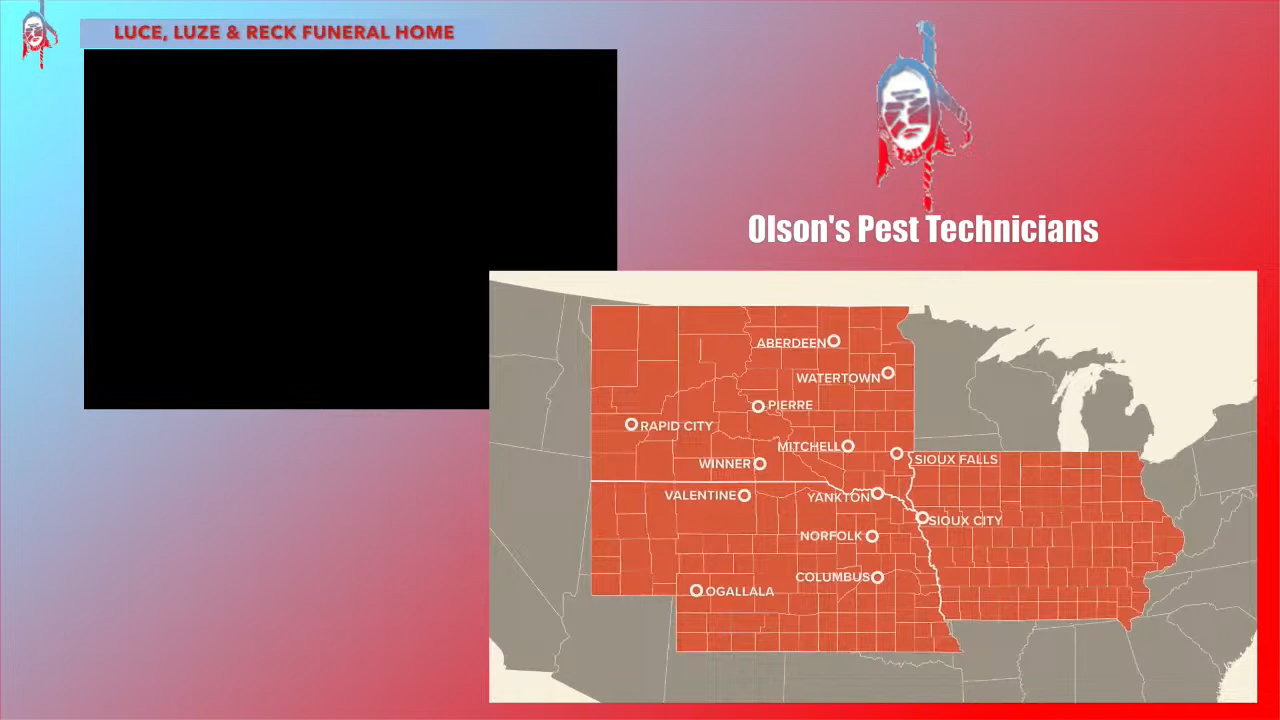 LUCE, LUZE & RECK FUNERAL HOME
Olson's Pest Technicians
ABERDEEN
WATERTOWN
PIERRE
RAPID CITY
MITCHELL
SIOUX FALLS
WINNER
VALENTINE
YANKTON
SIOUX CITY
NORFOLK
COLUMBUS
OGALLALA